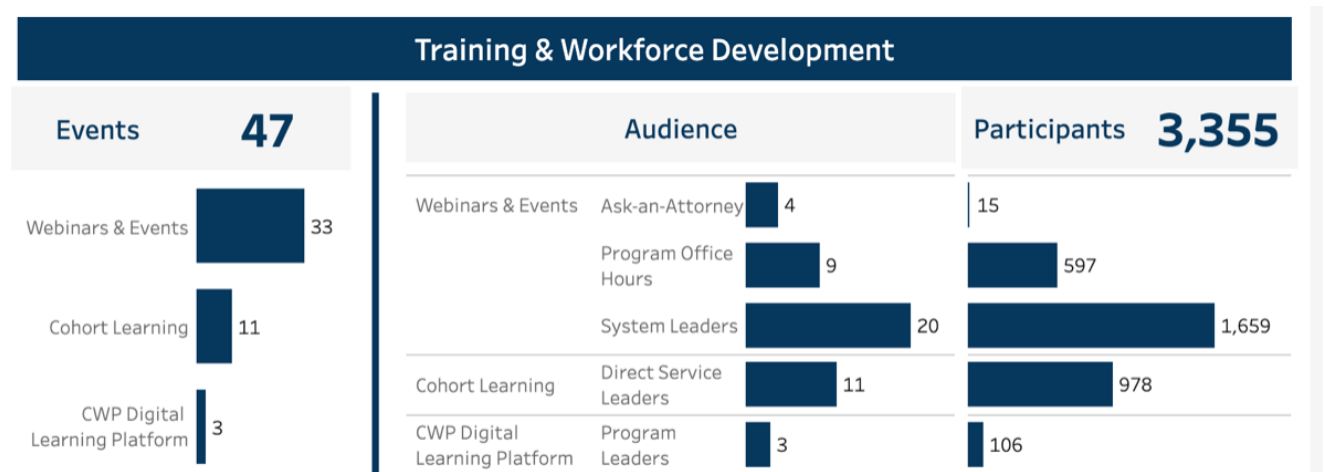 Training & Workforce Development
Events 47
Audience
Participants 3,355
Webinars & Events 33
Cohort Learning 11
CWP Digital
Learning Platform 3
Webinars & Events Ask-an-Attorney 4 15
Program Office
Hours 9 597
System Leaders 20 1,659
Cohort Learning Direct Service
Leaders 11 978
CWP Digital Program
Learning Platform Leaders 3 106